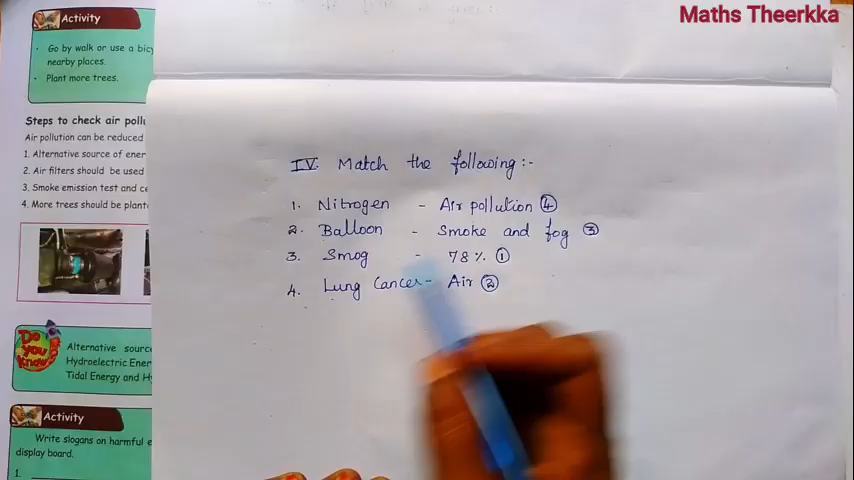 Maths Theerkka
Activity
· Go by walk or use a bicy
nearby places.
· Plant more trees.
Steps to check air pollu
Air pollution can be reduced
1. Alternative source of ener
2. Air filters should be used
3. Smoke emission test and ce
4. More trees should be plant
Do you Know
Alternative source
Hydroelectric Ener
Tidal Energy and Hy
Activity
Write slogans on harmful e
display board.
1.
IV. Match the following:-
1. Nitrogen - Air pollution ④
2. Balloon - Smoke and fog ③
3. Smog - 78% ①
4. Lung Cancer - Air ②